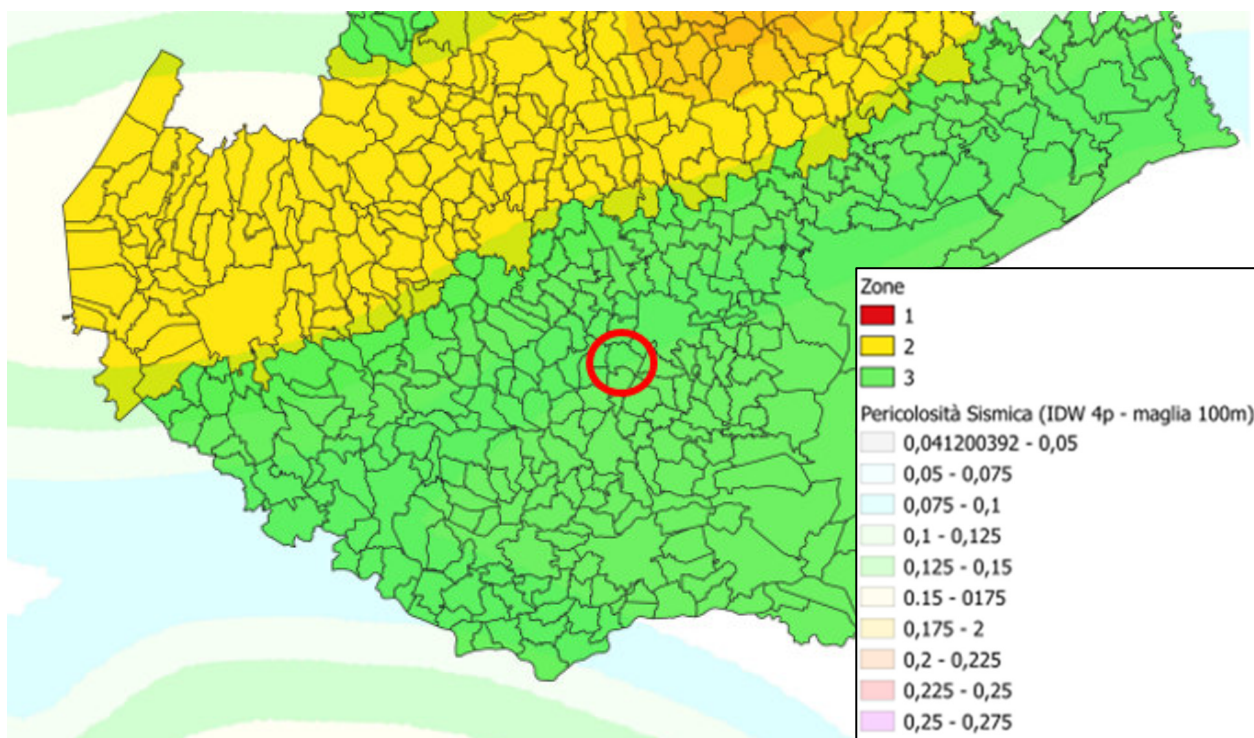 Zone
1
2
3
Pericolosità Sismica (IDW 4p - maglia 100m)
0,041200392 - 0,05
0,05 - 0,075
0,075 - 0,1
0,1 - 0,125
0,125 - 0,15
0.15 - 0175
0,175 - 2
0,2 - 0,225
0,225 - 0,25
0,25 - 0,275